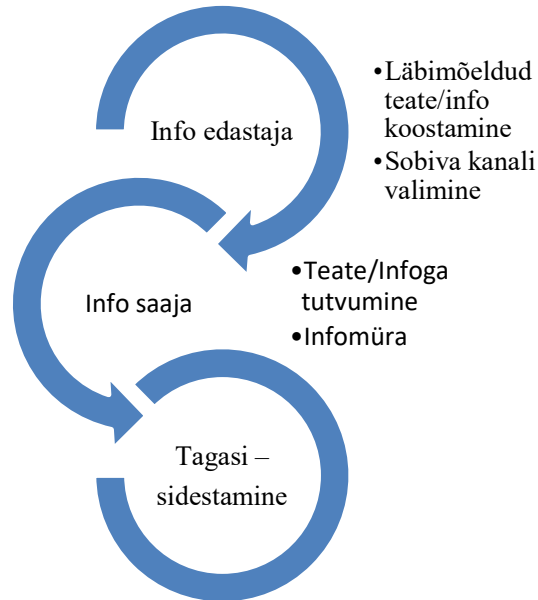 Info edastaja
•Läbimõeldud
teate/info
koostamine
•Sobiva kanali
valimine
Info saaja
•Teate/Infoga
tutvumine
•Infomüra
Tagasi –
sidestamine